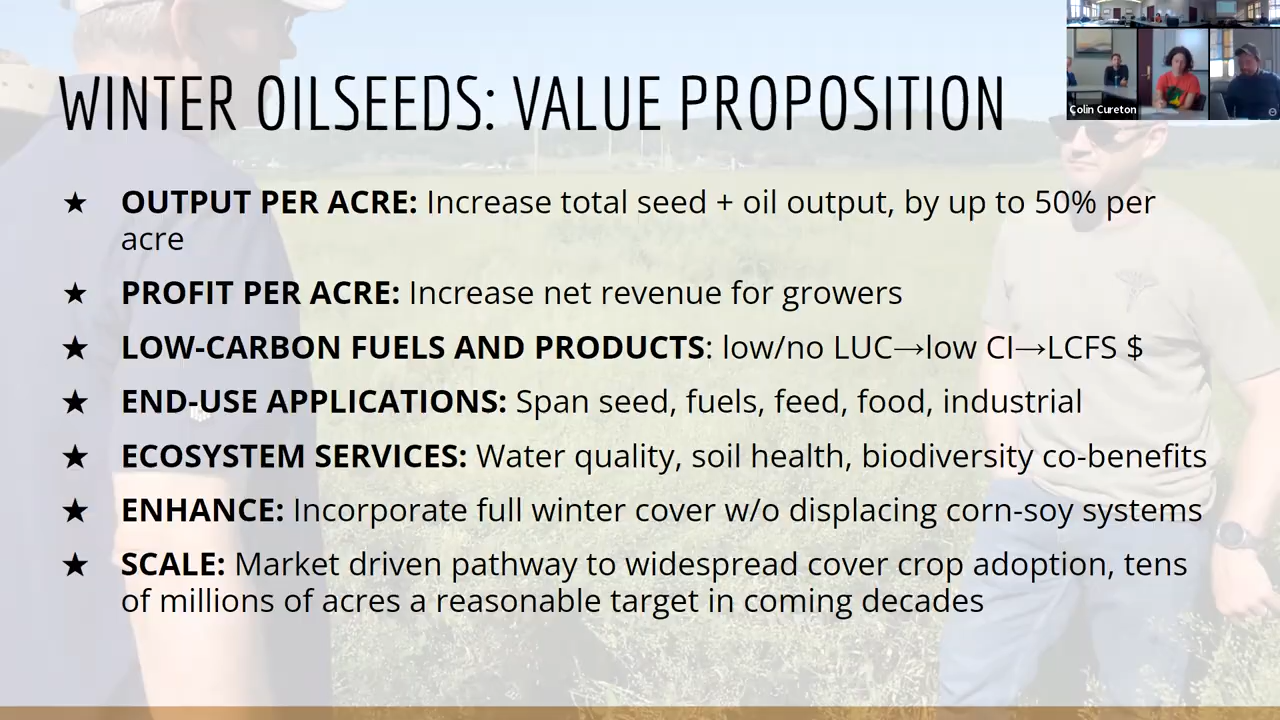 WINTER OILSEEDS: VALUE PROPOSITION
Colin Cureton
★ OUTPUT PER ACRE: Increase total seed + oil output, by up to 50% per
acre
★ PROFIT PER ACRE: Increase net revenue for growers
★ LOW-CARBON FUELS AND PRODUCTS: low/no LUC→low CI→LCFS $
★ END-USE APPLICATIONS: Span seed, fuels, feed, food, industrial
★ ECOSYSTEM SERVICES: Water quality, soil health, biodiversity co-benefits
★ ENHANCE: Incorporate full winter cover w/o displacing corn-soy systems
★ SCALE: Market driven pathway to widespread cover crop adoption, tens
of millions of acres a reasonable target in coming decades